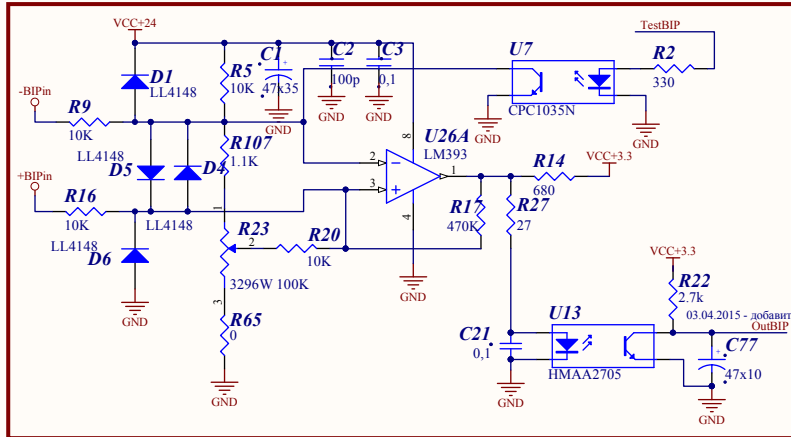 VCC+24
TestBIP
C1
C2
C3
U7
R2
R5
D1
10K
LL4148
47x35
100p
0,1
330
-BIPin
R9
10K
GND
GND
GND
GND
CPC1035N
GND
R107
1.1K
8
U26A
LM393
LL4148
D5
D4
2
3
1
+BIPin
R14
680
VCC+3.3
R16
10K
LL4148
1
R23
2
R20
10K
4
R17
470K
R27
27
LL4148
D6
3296W 100K
GND
VCC+3.3
R22
2.7k
GND
3
R65
0
U13
03.04.2015 - добавит
OutBIP
C21
0,1
C77
47x10
HMAA2705
GND
GND
GND